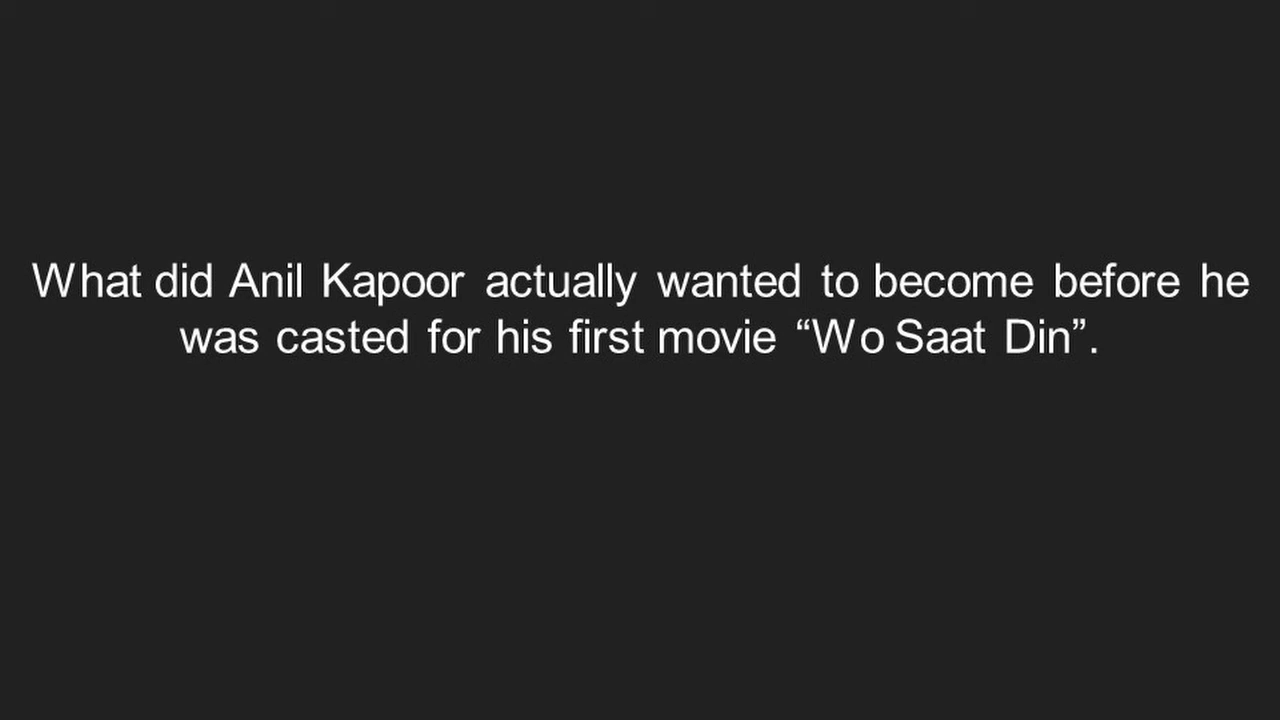 What did Anil Kapoor actually wanted to become before he
was casted for his first movie “Wo Saat Din”.